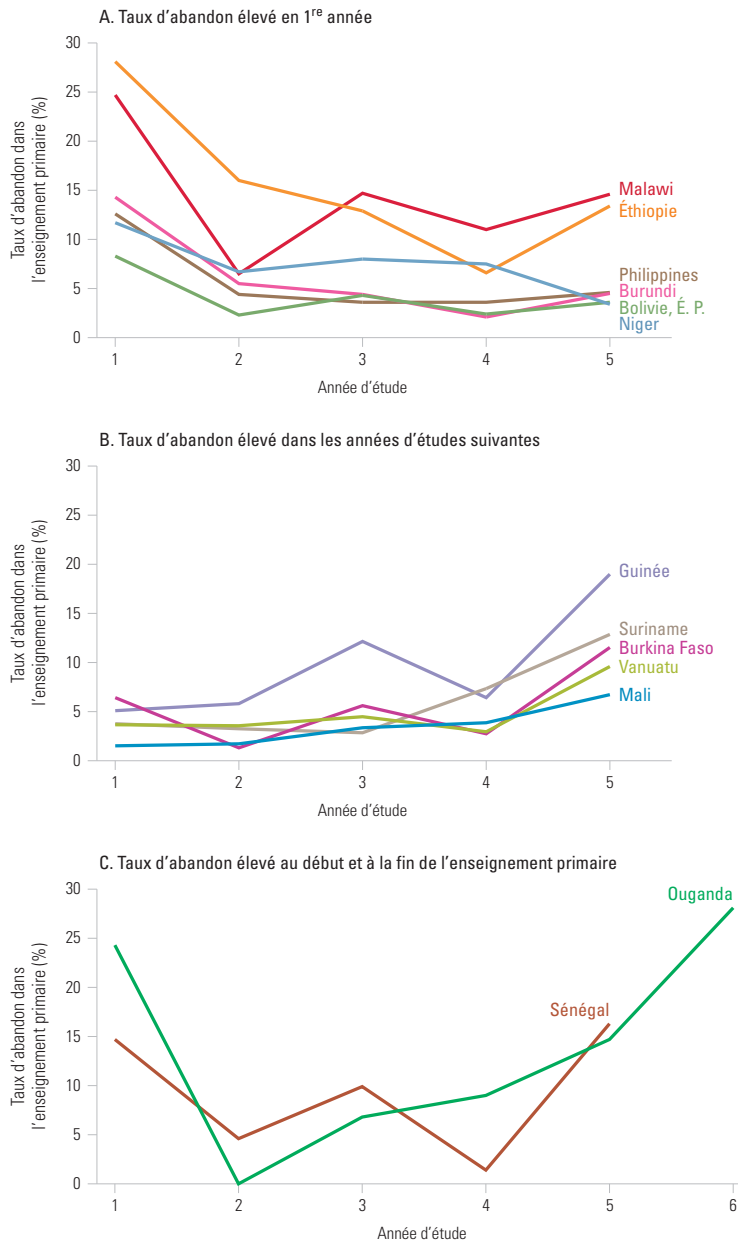 A. Taux d'abandon élevé en 1re année
Taux d'abandon dans
l'enseignement primaire (%)
30
25
20
15
10
5
0
Malawi
Éthiopie
Philippines
Burundi
Bolivie, É. P.
Niger
1 2 3 4 5
Année d'étude
B. Taux d'abandon élevé dans les années d'études suivantes
Taux d'abandon dans
l'enseignement primaire (%)
30
25
20
15
10
5
0
Guinée
Suriname
Burkina Faso
Vanuatu
Mali
1 2 3 4 5
Année d'étude
C. Taux d'abandon élevé au début et à la fin de l'enseignement primaire
Taux d'abandon dans
l'enseignement primaire (%)
30
25
20
15
10
5
0
Ouganda
Sénégal
1 2 3 4 5 6
Année d'étude